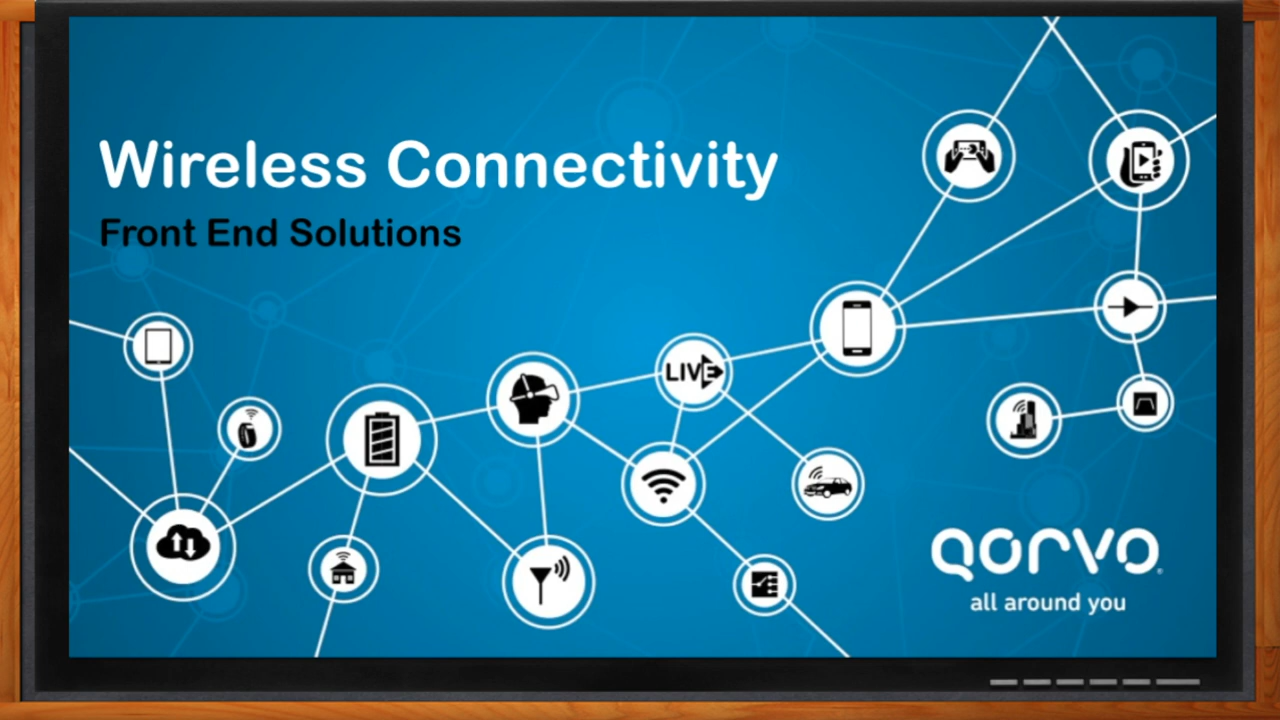 Wireless Connectivity
Front End Solutions
LIVE
QORVO®
all around you